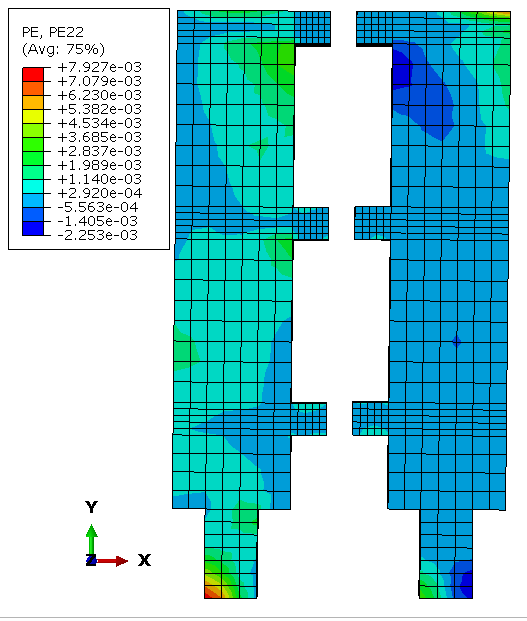 PE, PE22
(Avg: 75%)
+7.927e-03
+7.079e-03
+6.230e-03
+5.382e-03
+4.534e-03
+3.685e-03
+2.837e-03
+1.989e-03
+1.140e-03
+2.920e-04
-5.563e-04
-1.405e-03
-2.253e-03
Y
Z
X